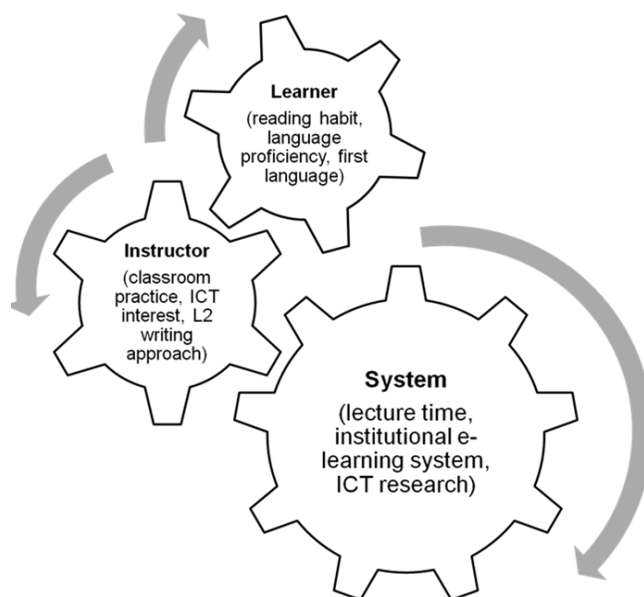 Learner
(reading habit,
language
proficiency, first
language)
Instructor
(classroom
practice, ICT
interest, L2
writing
approach)
System
(lecture time,
institutional e-
learning system,
ICT research)